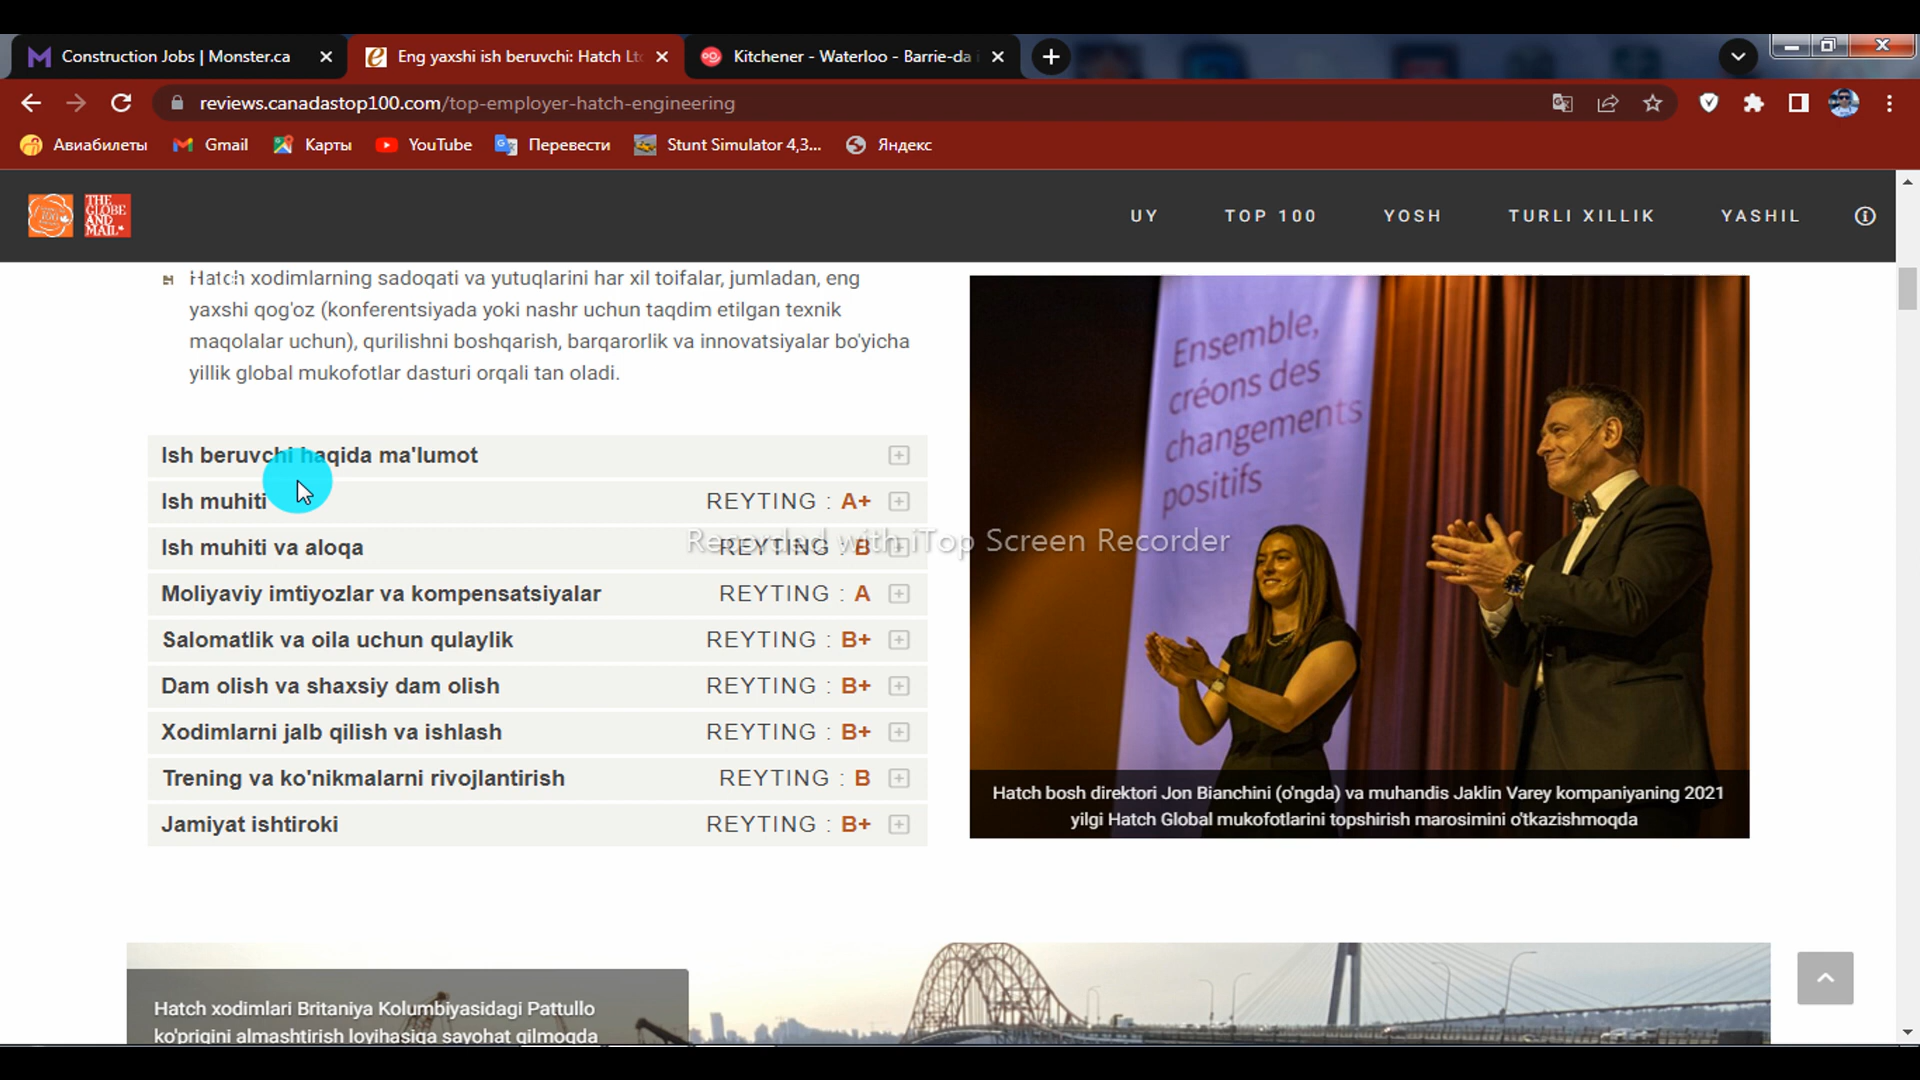 Construction Jobs | Monster.ca
Eng yaxshi ish beruvchi: Hatch Lt
Kitchener - Waterloo - Barrie-da
reviews.canadastop100.com/top-employer-hatch-engineering
Авиабилеты
Gmail
Карты
YouTube
Перевести
Stunt Simulator 4,3...
Яндекс
THE GLOBE AND MAIL
UY
TOP 100
YOSH
TURLI XILLIK
YASHIL
Hatch xodimlarning sadoqati va yutuqlarini har xil toifalar, jumladan, eng
yaxshi qog'oz (konferentsiyada yoki nashr uchun taqdim etilgan texnik
maqolalar uchun), qurilishni boshqarish, barqarorlik va innovatsiyalar bo'yicha
yillik global mukofotlar dasturi orqali tan oladi.
Ish beruvchi haqida ma'lumot
Ish muhiti REYTING : A+
Ish muhiti va aloqa REYTING : B
Moliyaviy imtiyozlar va kompensatsiyalar REYTING : A
Salomatlik va oila uchun qulaylik REYTING : B+
Dam olish va shaxsiy dam olish REYTING : B+
Xodimlarni jalb qilish va ishlash REYTING : B+
Trening va ko'nikmalarni rivojlantirish REYTING : B
Jamiyat ishtiroki REYTING : B+
Recorded with iTop Screen Recorder
Ensemble,
créons des
changements
positifs
Hatch bosh direktori Jon Bianchini (o'ngda) va muhandis Jaklin Varey kompaniyaning 2021
yilgi Hatch Global mukofotlarini topshirish marosimini o'tkazishmoqda
Hatch xodimlari Britaniya Kolumbiyasidagi Pattullo
ko'prigini almashtirish loyihasiga sayohat qilmoqda